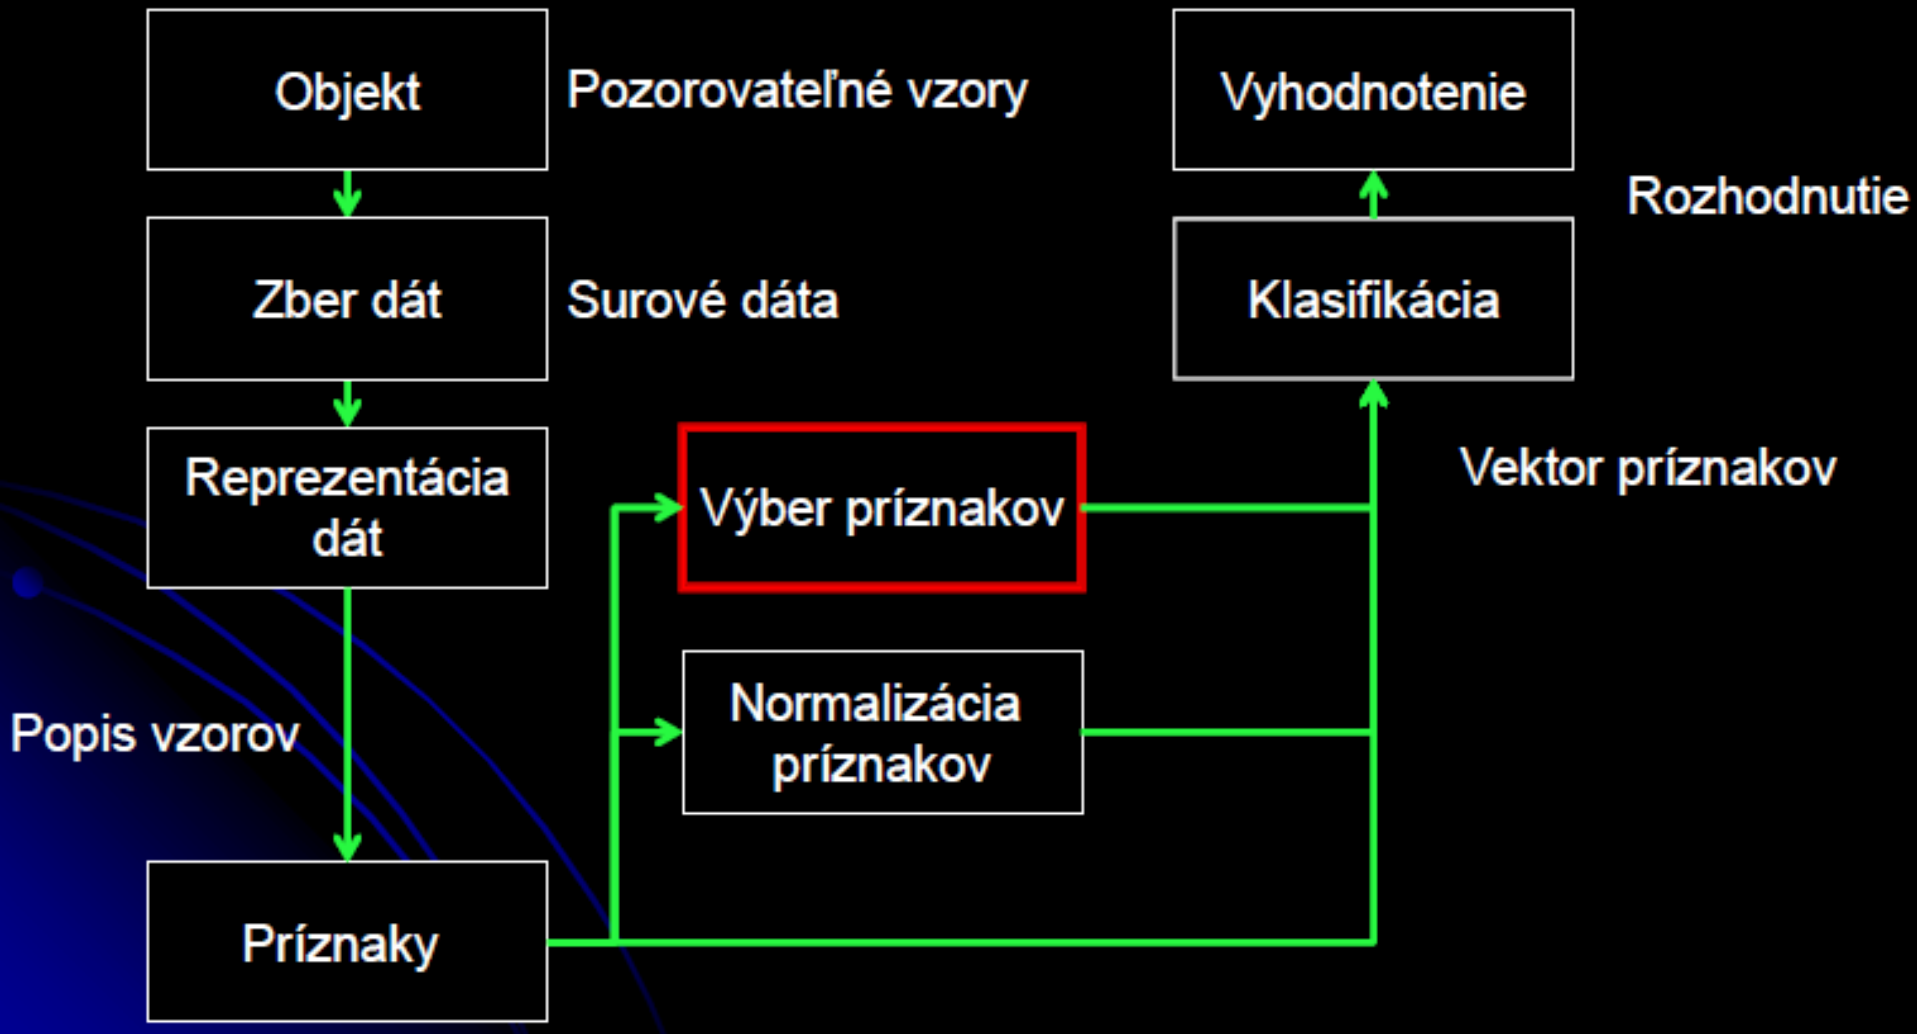 Objekt
Pozorovateľné vzory
Zber dát
Surové dáta
Reprezentácia
dát
Popis vzorov
Príznaky
Výber príznakov
Normalizácia
príznakov
Vektor príznakov
Klasifikácia
Rozhodnutie
Vyhodnotenie